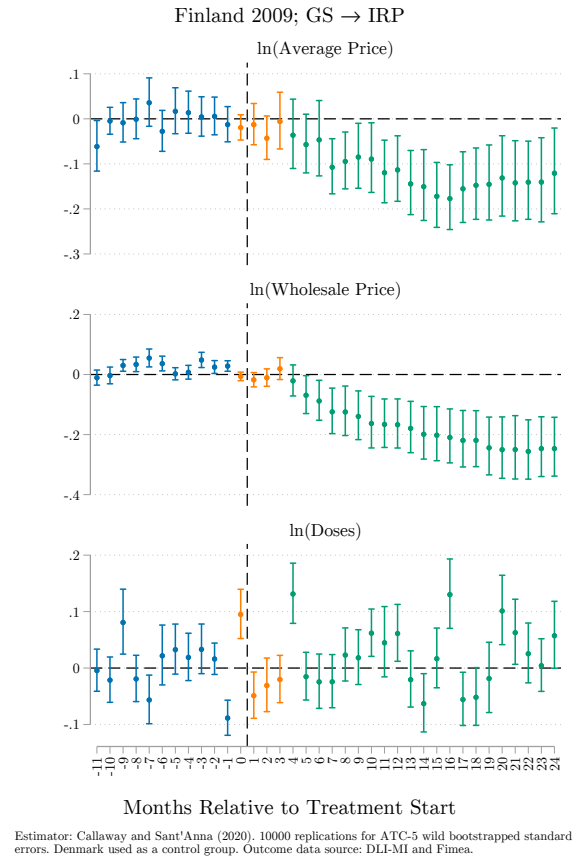 Finland 2009; GS → IRP
ln(Average Price)
.1
0
-.1
-.2
-.3
ln(Wholesale Price)
.2
0
-.2
-.4
ln(Doses)
.2
.1
0
-.1
-11 -10 -9 -8 -7 -6 -5 -4 -3 -2 -1 0 1 2 3 4 5 6 7 8 9 10 11 12 13 14 15 16 17 18 19 20 21 22 23 24
Months Relative to Treatment Start
Estimator: Callaway and Sant'Anna (2020). 10000 replications for ATC-5 wild bootstrapped standard
errors. Denmark used as a control group. Outcome data source: DLI-MI and Fimea.